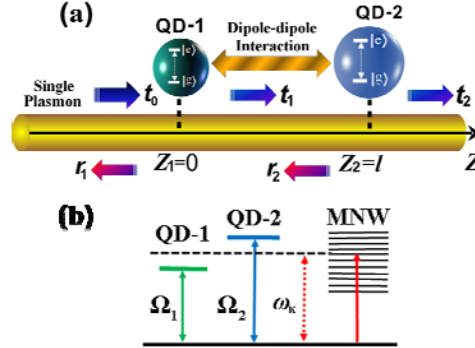 (a)
QD-1
Dipole-dipole
Interaction
QD-2
|e⟩
|g⟩
|e⟩
|g⟩
Single
Plasmon
t₀
t₁
t₂
r₁
Z₁=0
r₂
Z₂=l
Z
(b)
QD-1
QD-2
MNW
Ω₁
Ω₂
ωκ